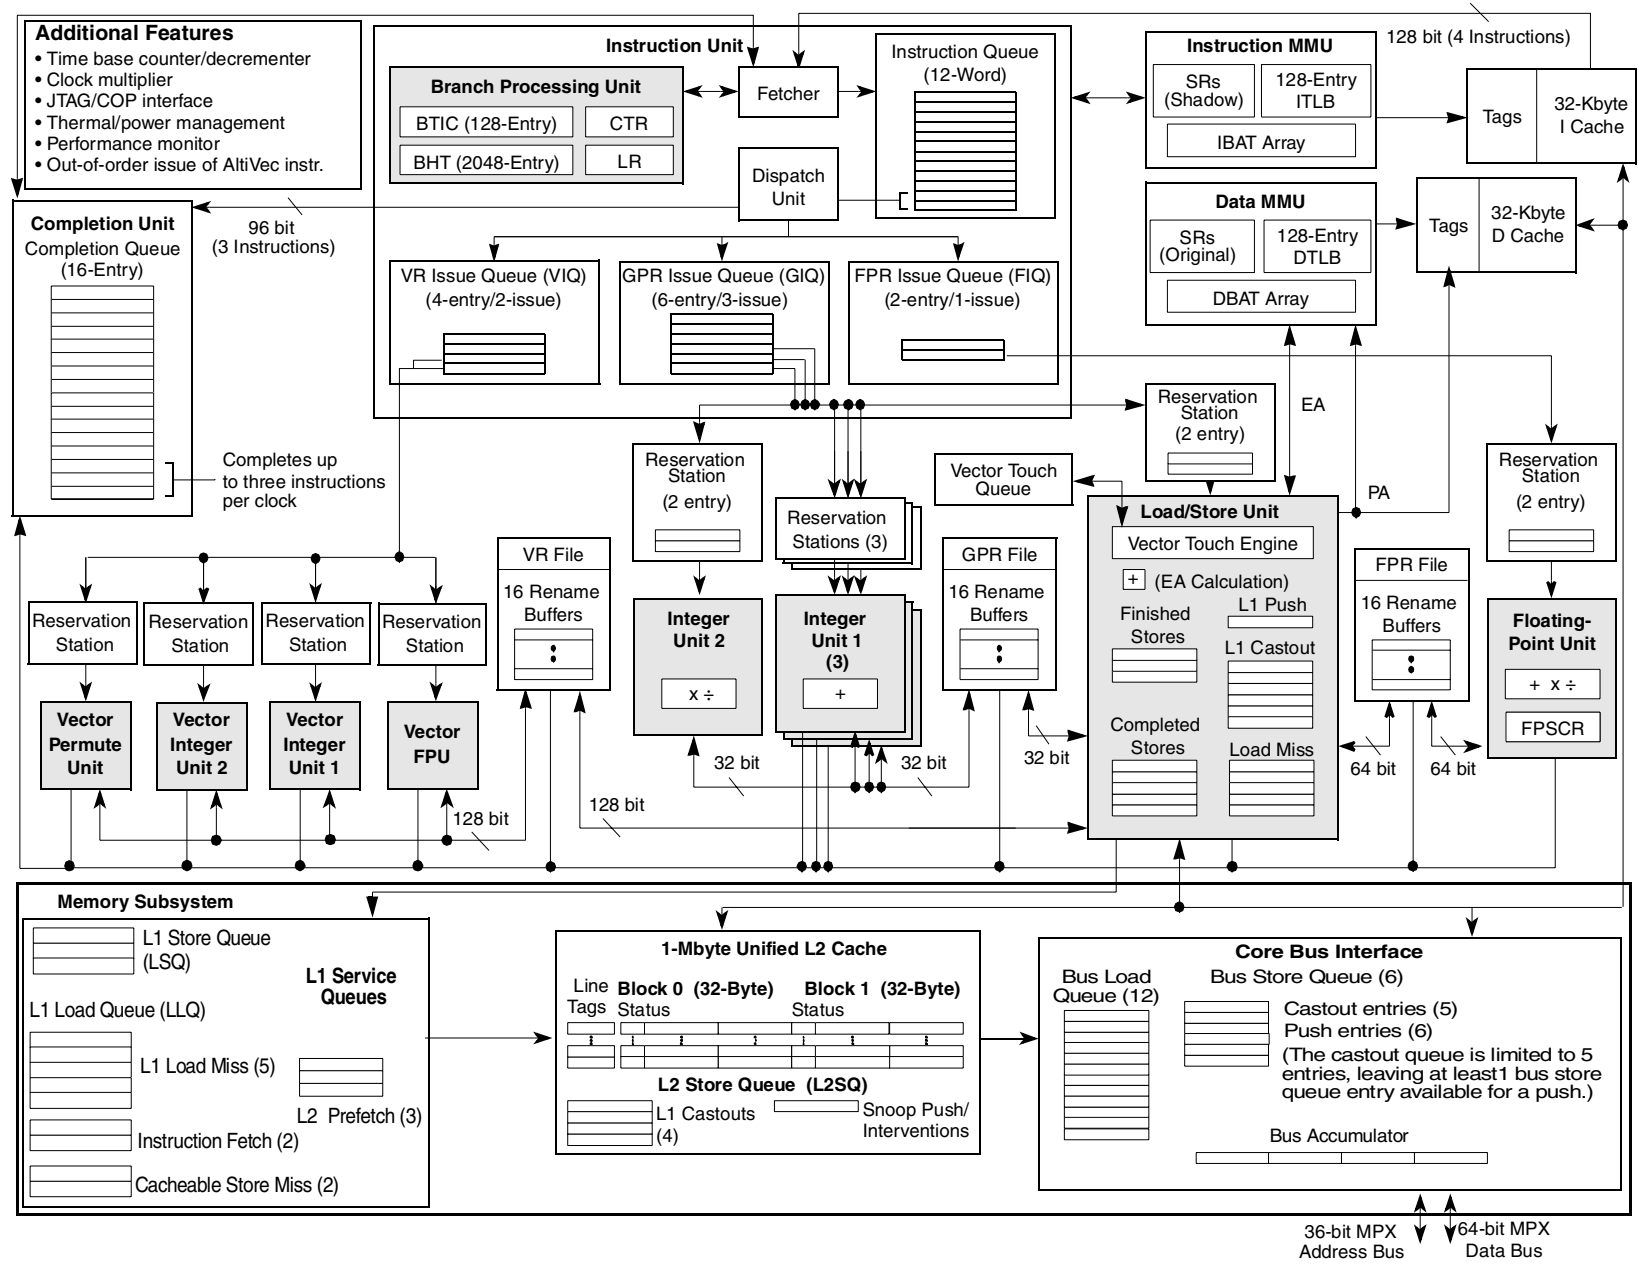 Additional Features
• Time base counter/decrementer
• Clock multiplier
• JTAG/COP interface
• Thermal/power management
• Performance monitor
• Out-of-order issue of AltiVec instr.
Instruction Unit
Branch Processing Unit
BTIC (128-Entry)
CTR
BHT (2048-Entry)
LR
Fetcher
Dispatch
Unit
Instruction Queue
(12-Word)
128 bit (4 Instructions)
Instruction MMU
SRs
(Shadow)
128-Entry
ITLB
IBAT Array
Tags
32-Kbyte
I Cache
Data MMU
SRs
(Original)
128-Entry
DTLB
DBAT Array
Tags
32-Kbyte
D Cache
Completion Unit
Completion Queue
(16-Entry)
96 bit
(3 Instructions)
Completes up
to three instructions
per clock
VR Issue Queue (VIQ)
(4-entry/2-issue)
GPR Issue Queue (GIQ)
(6-entry/3-issue)
FPR Issue Queue (FIQ)
(2-entry/1-issue)
Reservation
Station
(2 entry)
EA
PA
Reservation
Station
(2 entry)
Vector Touch
Queue
Reservation
Station
(2 entry)
Reservation
Stations (3)
Load/Store Unit
Vector Touch Engine
+
(EA Calculation)
Finished
Stores
L1 Push
L1 Castout
Completed
Stores
Load Miss
VR File
16 Rename
Buffers
GPR File
16 Rename
Buffers
FPR File
16 Rename
Buffers
Integer
Unit 2
x ÷
Integer
Unit 1
(3)
+
Floating-
Point Unit
+ x ÷
FPSCR
Reservation
Station
Reservation
Station
Reservation
Station
Reservation
Station
Vector
Permute
Unit
Vector
Integer
Unit 2
Vector
Integer
Unit 1
Vector
FPU
128 bit
128 bit
32 bit
32 bit
32 bit
64 bit
64 bit
Memory Subsystem
L1 Store Queue
(LSQ)
L1 Service
Queues
L1 Load Queue (LLQ)
L1 Load Miss (5)
L2 Prefetch (3)
Instruction Fetch (2)
Cacheable Store Miss (2)
1-Mbyte Unified L2 Cache
Line
Tags
Block 0 (32-Byte)
Status
Block 1 (32-Byte)
Status
L2 Store Queue (L2SQ)
L1 Castouts
(4)
Snoop Push/
Interventions
Core Bus Interface
Bus Load
Queue (12)
Bus Store Queue (6)
Castout entries (5)
Push entries (6)
(The castout queue is limited to 5
entries, leaving at least1 bus store
queue entry available for a push.)
Bus Accumulator
36-bit MPX
Address Bus
64-bit MPX
Data Bus